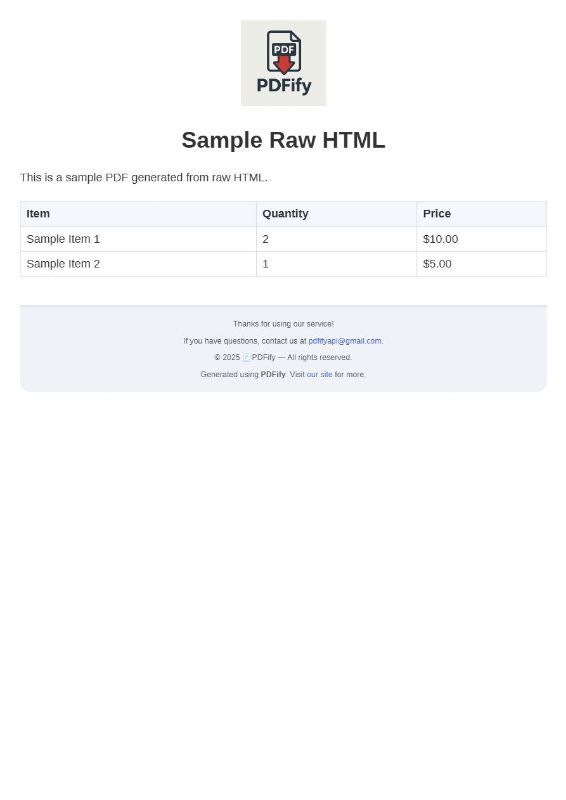 PDF
PDFify
Sample Raw HTML
This is a sample PDF generated from raw HTML.
Item Quantity Price
Sample Item 1 2 $10.00
Sample Item 2 1 $5.00
Thanks for using our service!
If you have questions, contact us at pdfifyapi@gmail.com.
© 2025 🧾PDFify — All rights reserved.
Generated using PDFify Visit our site for more.